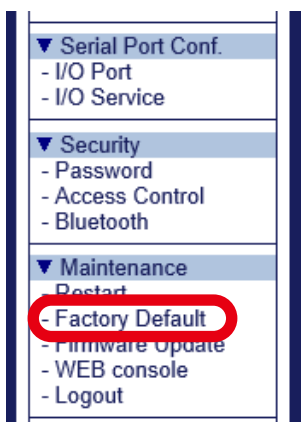 ▼ Serial Port Conf.
- I/O Port
- I/O Service
▼ Security
- Password
- Access Control
- Bluetooth
▼ Maintenance
- Restart
- Factory Default
- Firmware Update
- WEB console
- Logout